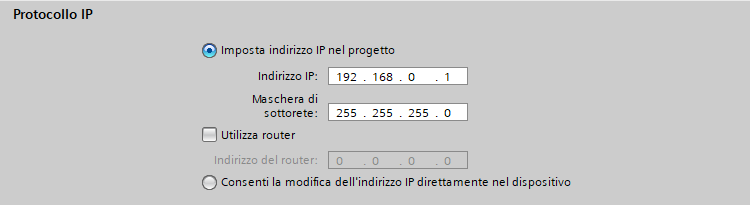 Protocollo IP
Imposta indirizzo IP nel progetto
Indirizzo IP: 192 . 168 . 0 . 1
Maschera di
sottorete: 255 . 255 . 255 . 0
Utilizza router
Indirizzo del router: 0 . 0 . 0 . 0
Consenti la modifica dell'indirizzo IP direttamente nel dispositivo